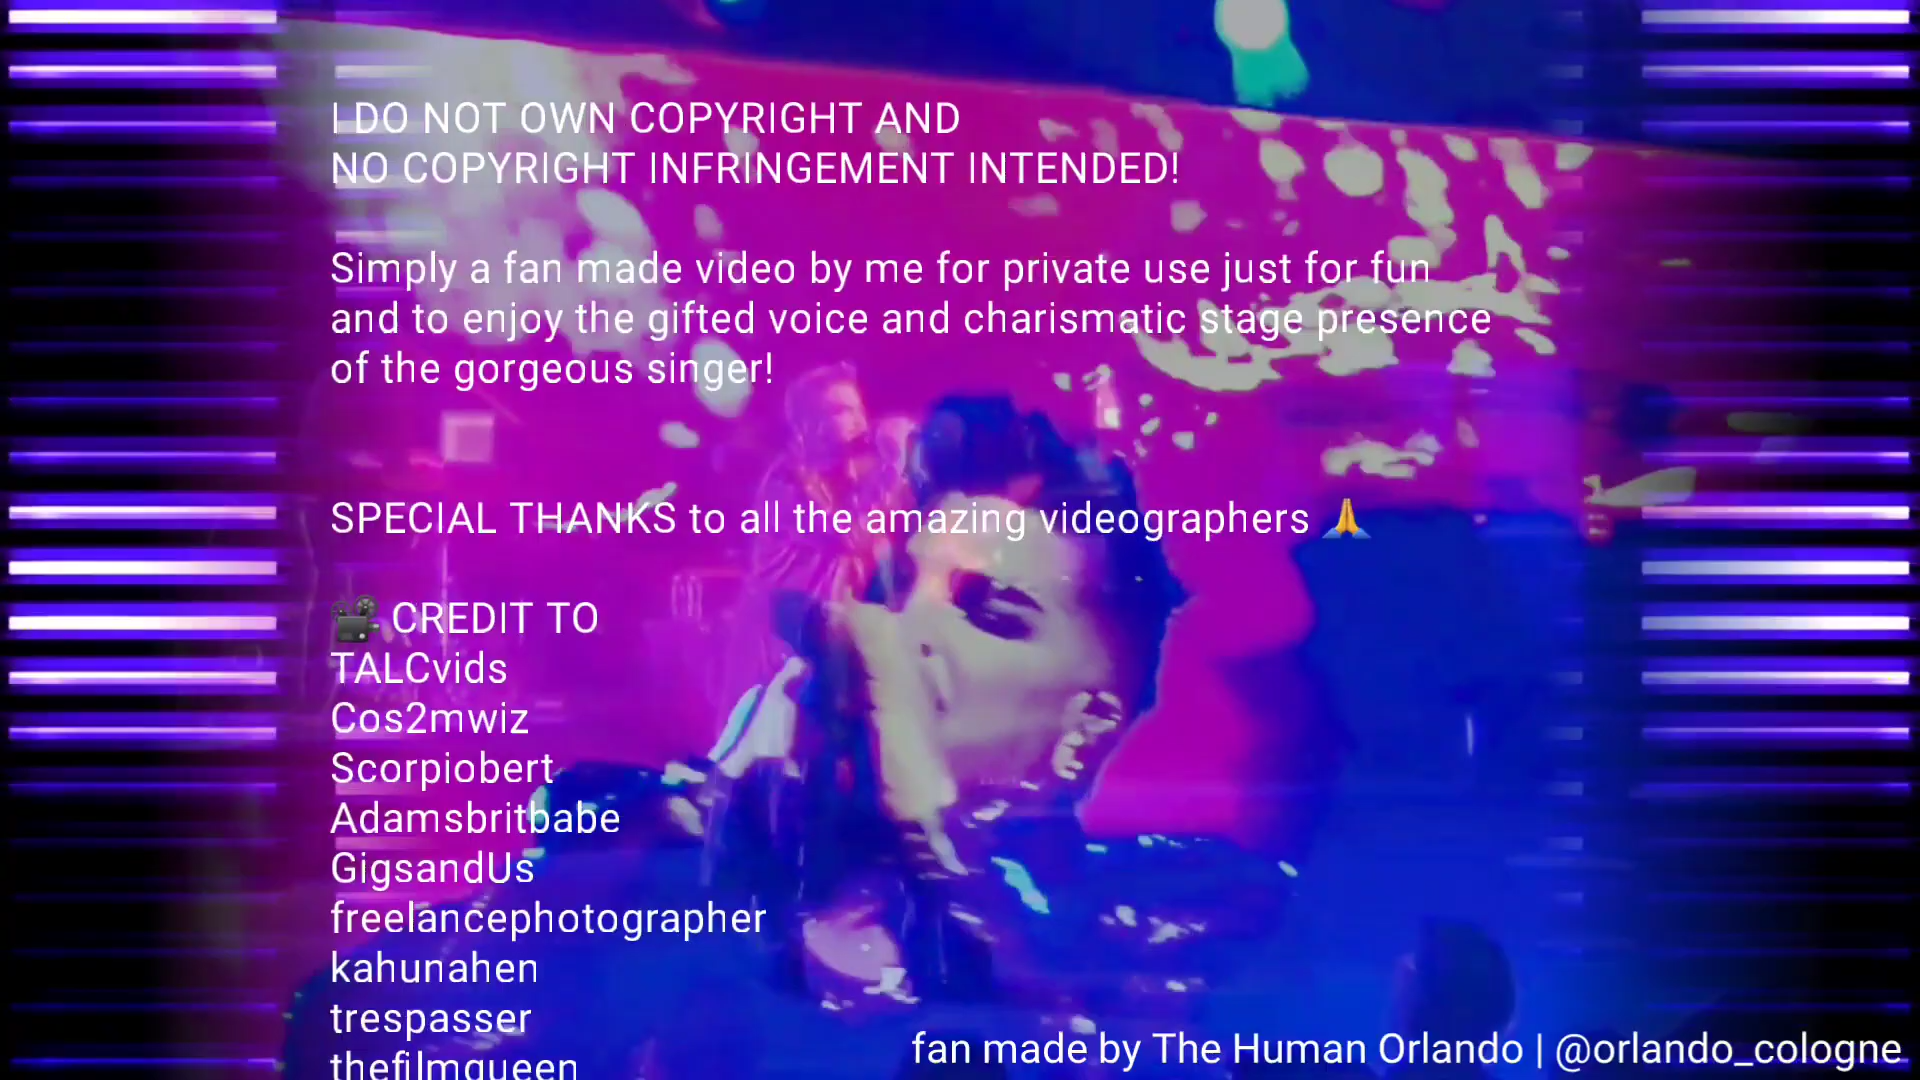 I DO NOT OWN COPYRIGHT AND
NO COPYRIGHT INFRINGEMENT INTENDED!
Simply a fan made video by me for private use just for fun
and to enjoy the gifted voice and charismatic stage presence
of the gorgeous singer!
SPECIAL THANKS to all the amazing videographers 🙏
🎥 CREDIT TO
TALCvids
Cos2mwiz
Scorpiobert
Adamsbritbabe
GigsandUs
freelancephotographer
kahunahen
trespasser
thefilmqueen
fan made by The Human Orlando | @orlando_cologne